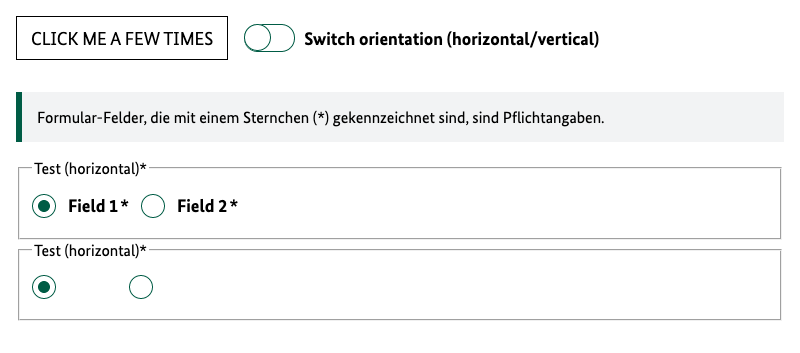 CLICK ME A FEW TIMES
Switch orientation (horizontal/vertical)
Formular-Felder, die mit einem Sternchen (*) gekennzeichnet sind, sind Pflichtangaben.
Test (horizontal)*
Field 1* Field 2*
Test (horizontal)*